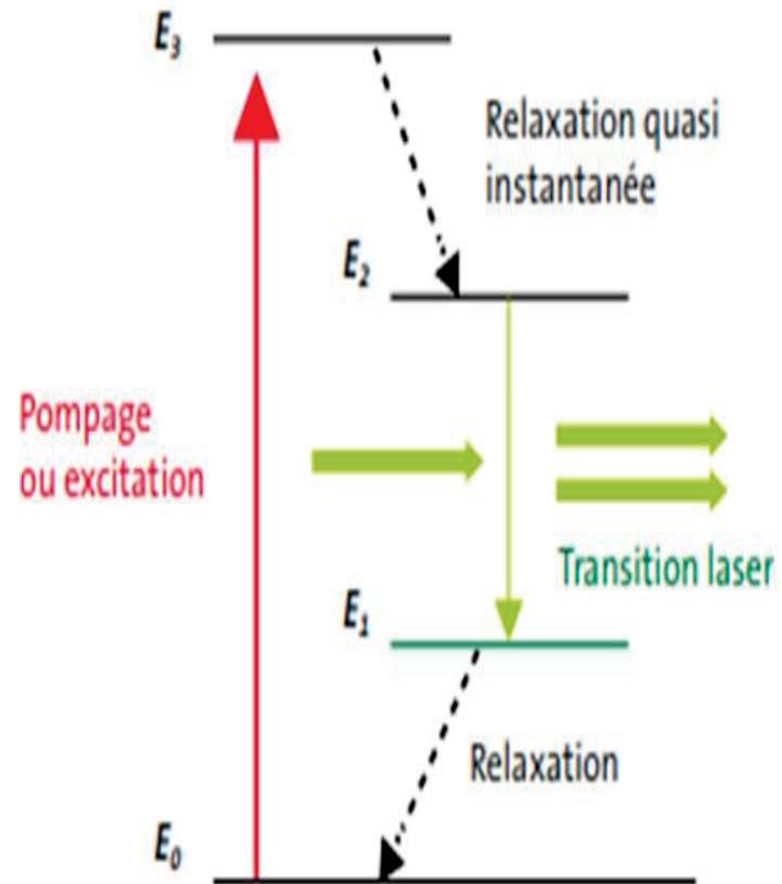 E₃
Relaxation quasi
instantanée
E₂
Pompage
ou excitation
Transition laser
E₁
Relaxation
E₀